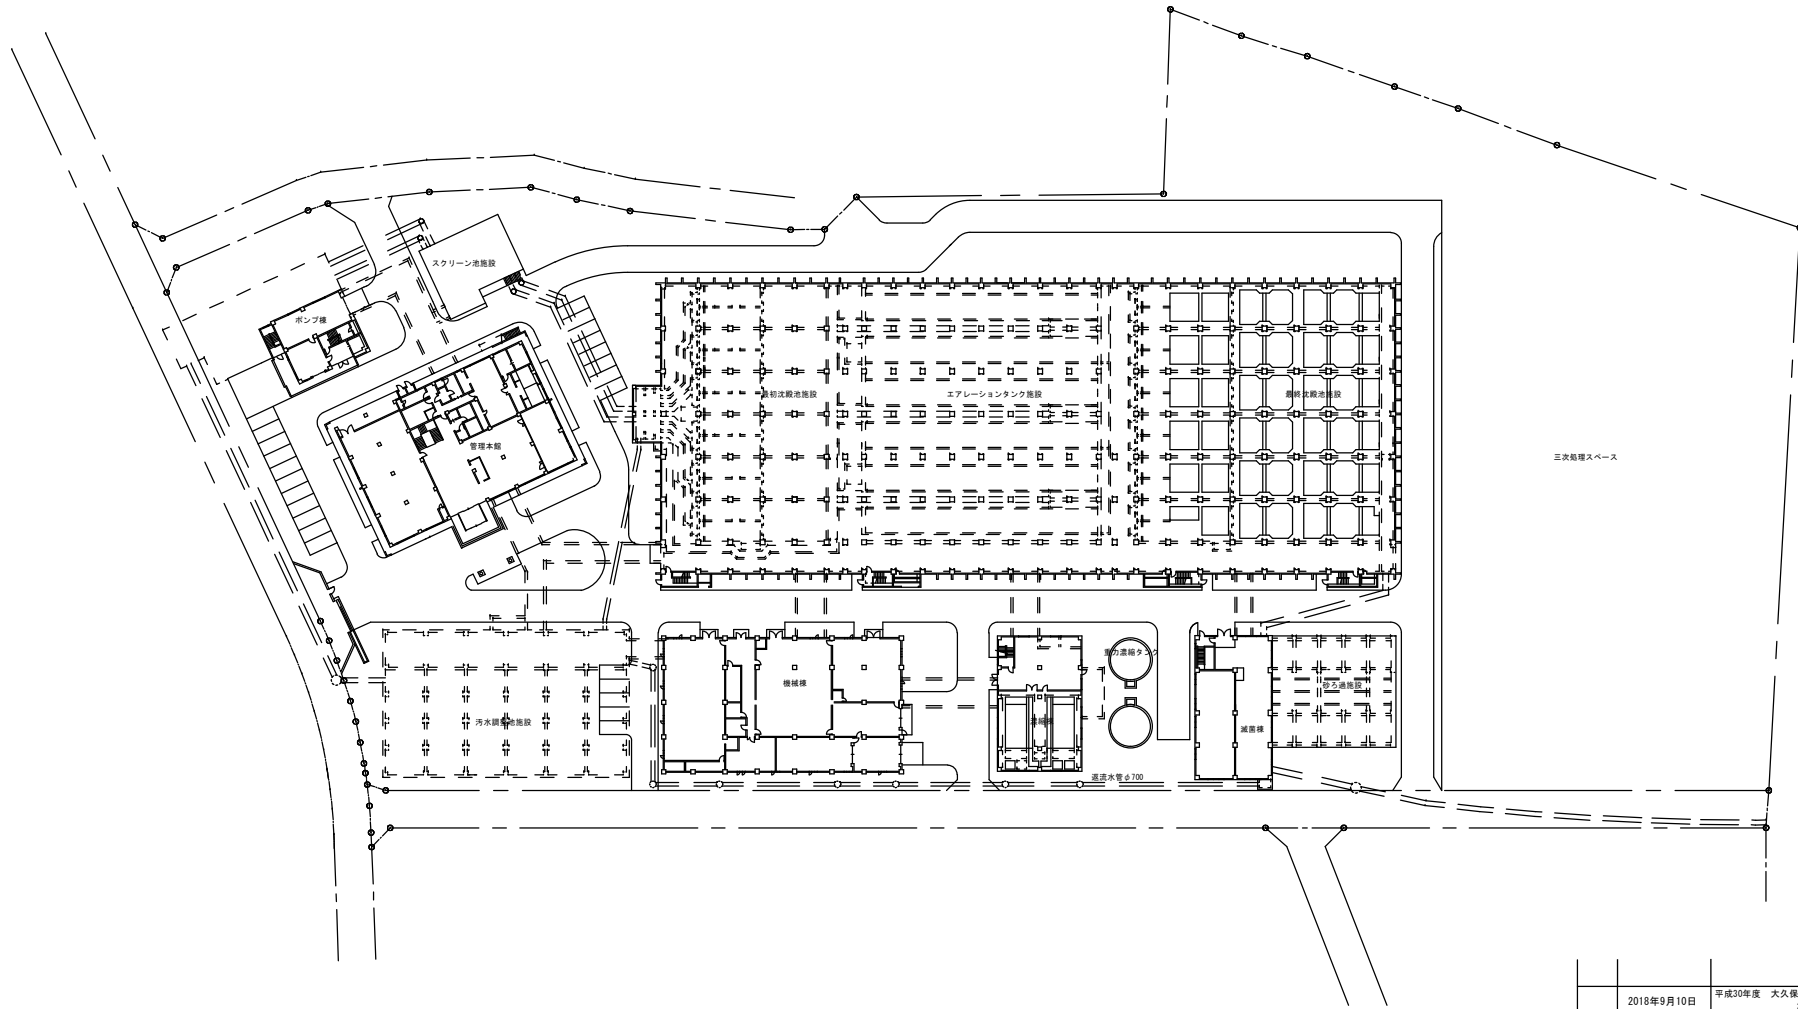 スクリーン池施設
ポンプ棟
管理本館
最初沈殿池施設
エアレーションタンク施設
最終沈殿池施設
三次処理スペース
重力濃縮タンク
機械棟
砂ろ過施設
汚水調整池施設
濃縮棟
滅菌棟
返流水管φ700
2018年9月10日
平成30年度 大久保